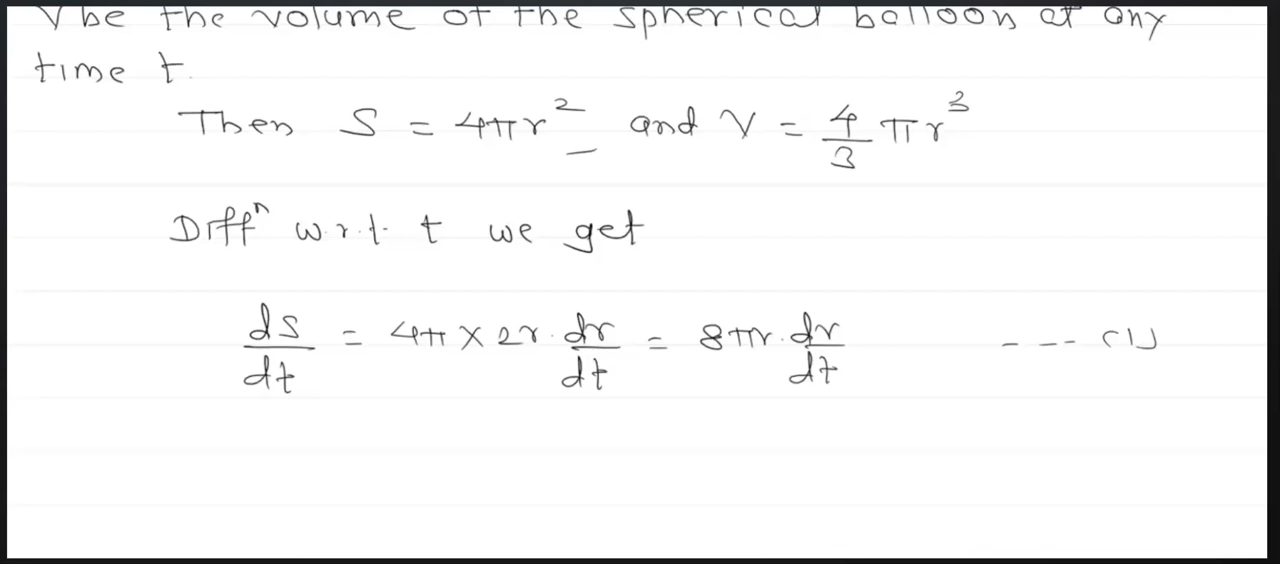 V be the volume of the spherical balloon at any
time t.
Then S = 4πr² and V = 4/3 πr³
Diffⁿ w.r.t. t we get
ds/dt = 4π × 2r. dr/dt = 8πr. dr/dt --- (1)